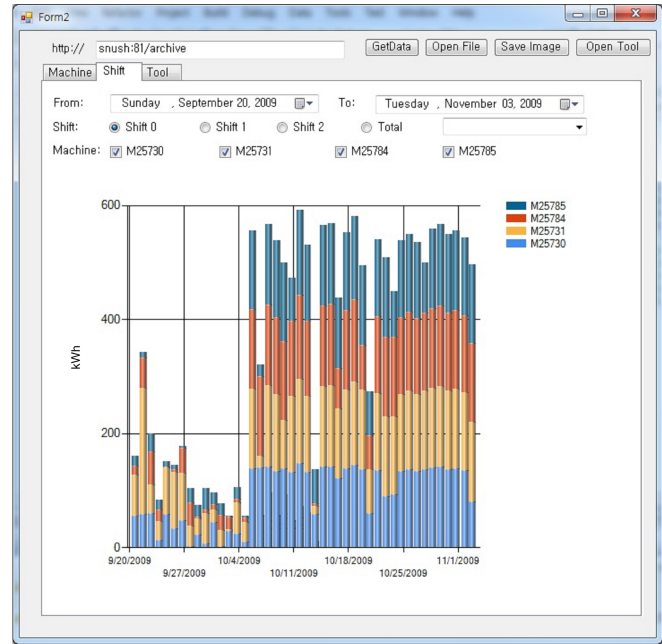 Form2
http:// snush:81/archive GetData Open File Save Image Open Tool
Machine Shift Tool
From: Sunday , September 20, 2009 To: Tuesday , November 03, 2009
Shift: Shift 0 Shift 1 Shift 2 Total
Machine: M25730 M25731 M25784 M25785
600
M25785
M25784
M25731
M25730
400
kWh
200
0
9/20/2009 10/4/2009 10/18/2009 11/1/2009
9/27/2009 10/11/2009 10/25/2009